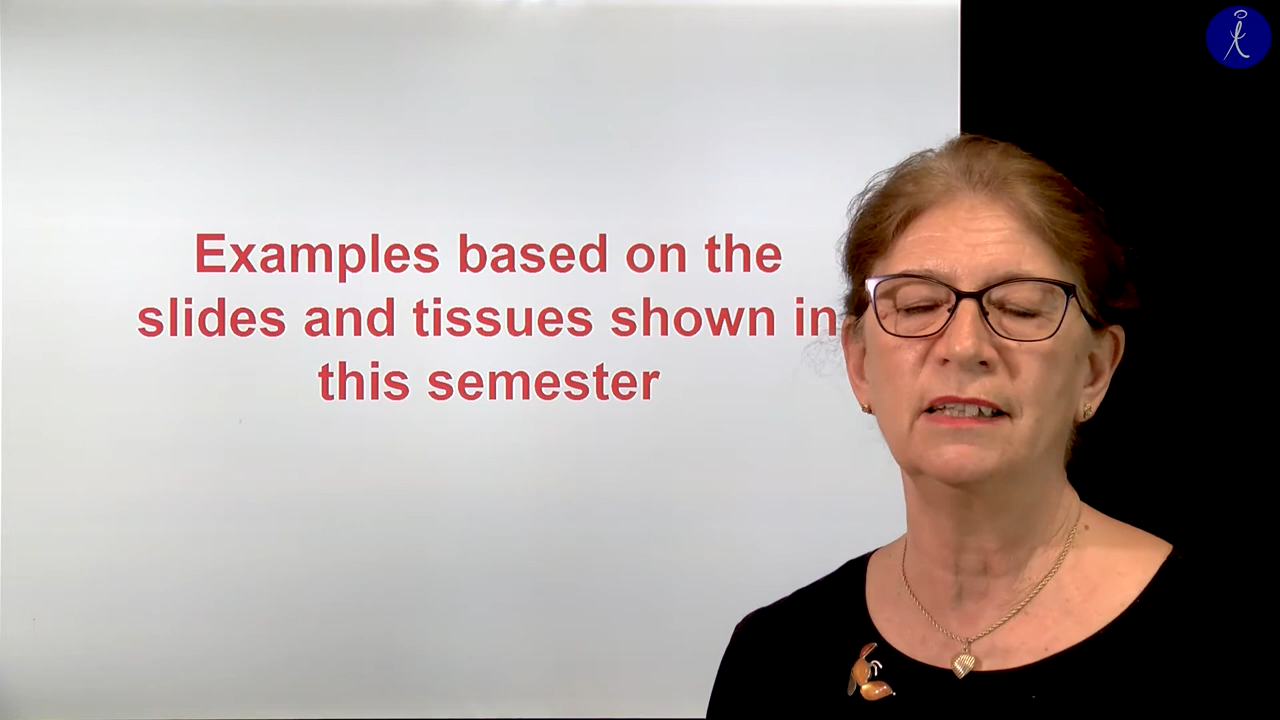 Examples based on the
slides and tissues shown in
this semester